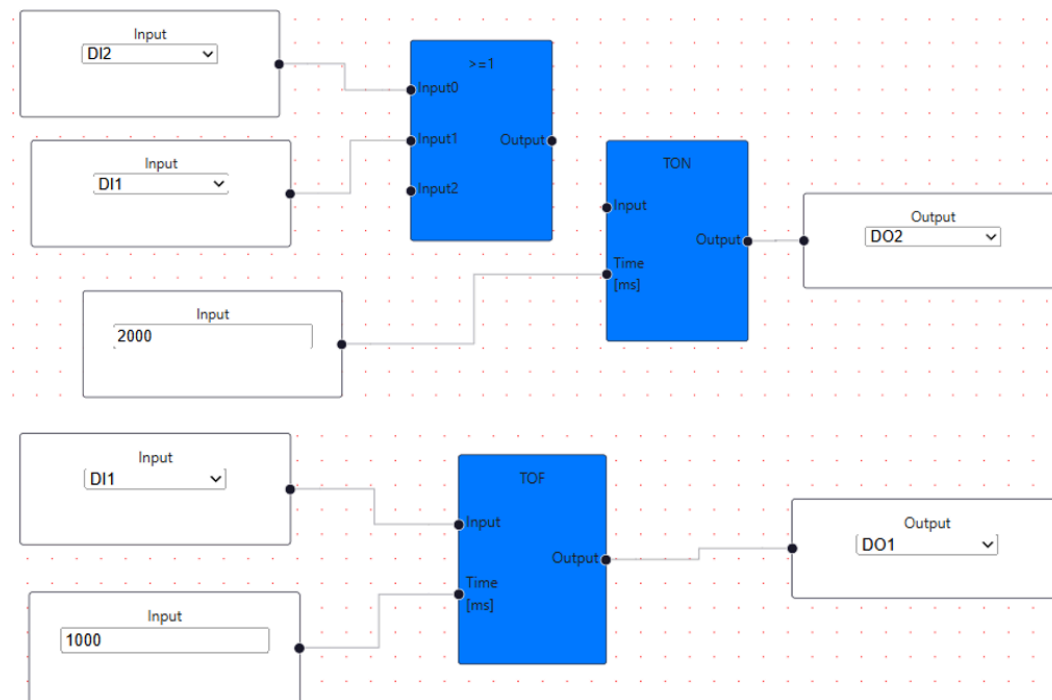 Input
DI2
>=1
Input0
Input1
Output
Input2
Input
DI1
TON
Input
Output
Time
[ms]
Output
DO2
Input
2000
Input
DI1
TOF
Input
Output
Time
[ms]
Output
DO1
Input
1000